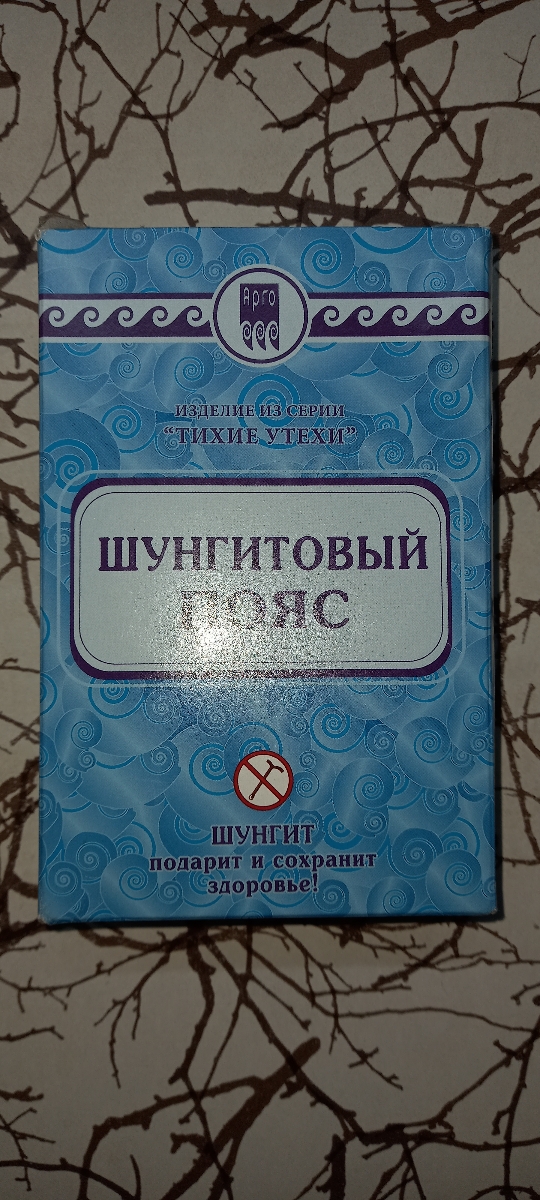 Арго
ИЗДЕЛИЕ ИЗ СЕРИИ
“ТИХИЕ УТЕХИ”
ШУНГИТОВЫЙ
ПОЯС
ШУНГИТ
подарит и сохранит
здоровье!